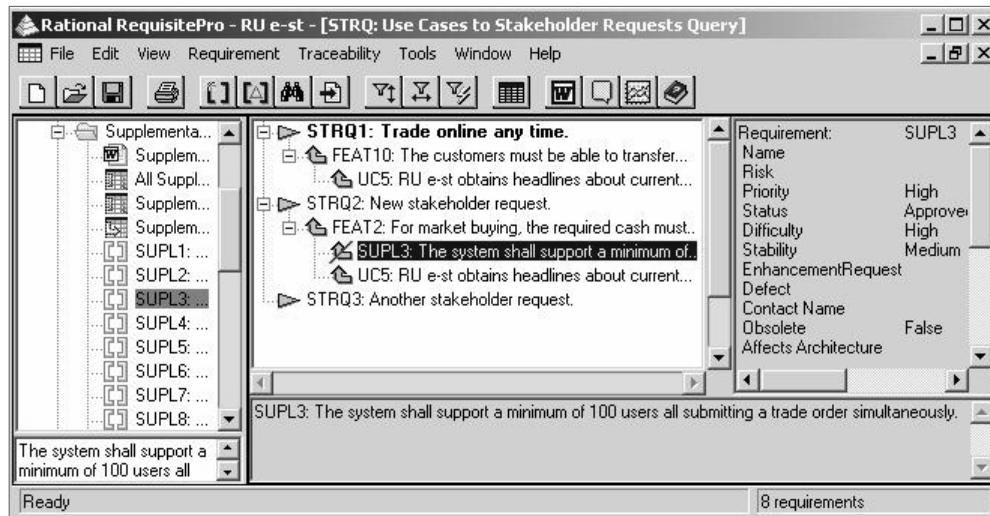 Rational RequisitePro - RU e-st - [STRQ: Use Cases to Stakeholder Requests Query]
File Edit View Requirement Traceability Tools Window Help
Supplementa...
Supplem...
All Suppl...
Supplem...
Supplem...
SUPL1: ...
SUPL2: ...
SUPL3: ...
SUPL4: ...
SUPL5: ...
SUPL6: ...
SUPL7: ...
SUPL8: ...
The system shall support a
minimum of 100 users all
STRQ1: Trade online any time.
FEAT10: The customers must be able to transfer...
UC5: RU e-st obtains headlines about current...
STRQ2: New stakeholder request.
FEAT2: For market buying, the required cash must..
SUPL3: The system shall support a minimum of..
UC5: RU e-st obtains headlines about current...
STRQ3: Another stakeholder request.
Requirement: SUPL3
Name
Risk
Priority High
Status Approve
Difficulty High
Stability Medium
EnhancementRequest
Defect
Contact Name
Obsolete False
Affects Architecture
SUPL3: The system shall support a minimum of 100 users all submitting a trade order simultaneously.
Ready 8 requirements